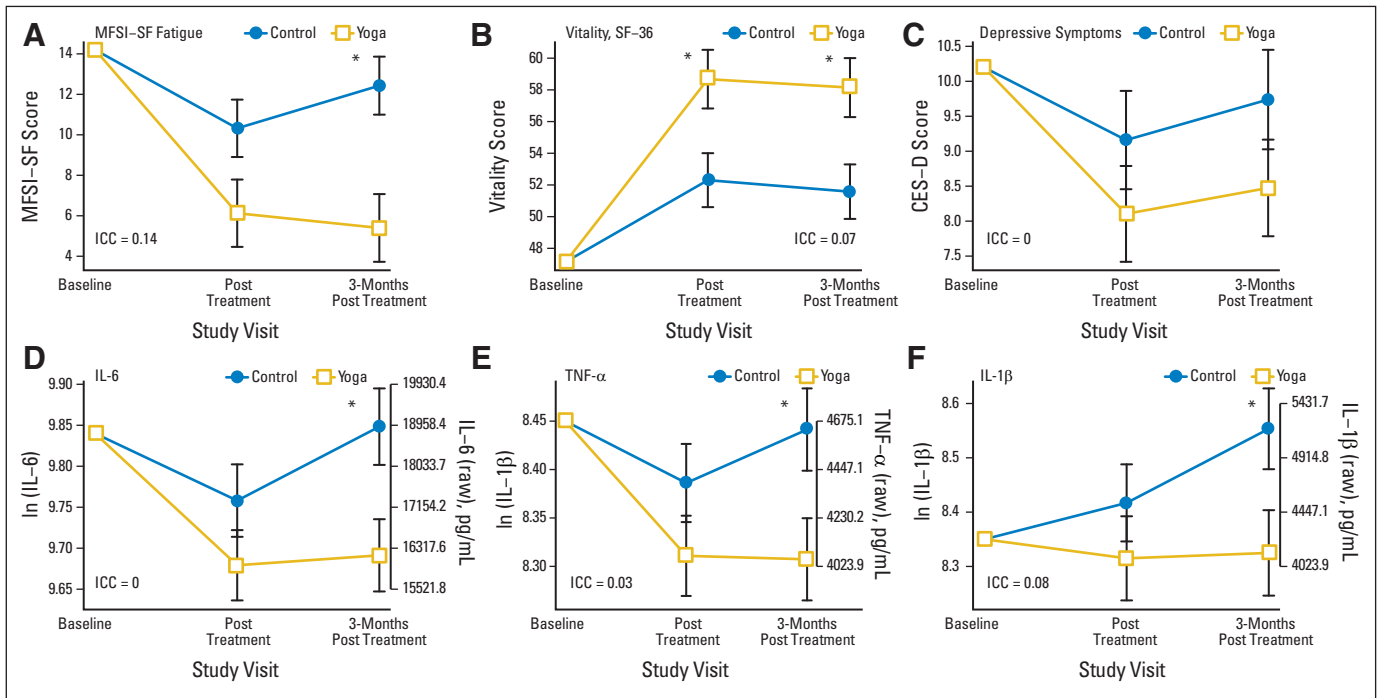 A
MFSI–SF Fatigue
Control
Yoga
*
14
12
10
8
6
4
MFSI–SF Score
ICC = 0.14
Baseline
Post
Treatment
3-Months
Post Treatment
Study Visit
B
Vitality, SF–36
Control
Yoga
*
*
60
58
56
54
52
50
48
Vitality Score
ICC = 0.07
Baseline
Post
Treatment
3-Months
Post Treatment
Study Visit
C
Depressive Symptoms
Control
Yoga
10.5
10.0
9.5
9.0
8.5
8.0
7.5
CES–D Score
ICC = 0
Baseline
Post
Treatment
3-Months
Post Treatment
Study Visit
D
IL-6
Control
Yoga
*
9.90
9.85
9.80
9.75
9.70
9.65
ln (IL–6)
19930.4
18958.4
18033.7
17154.2
16317.6
15521.8
IL–6 (raw), pg/mL
ICC = 0
Baseline
Post
Treatment
3-Months
Post Treatment
Study Visit
E
TNF-α
Control
Yoga
*
8.45
8.40
8.35
8.30
ln (IL–1β)
4675.1
4447.1
4230.2
4023.9
TNF–α (raw), pg/mL
ICC = 0.03
Baseline
Post
Treatment
3-Months
Post Treatment
Study Visit
F
IL-1β
Control
Yoga
*
8.6
8.5
8.4
8.3
ln (IL–1β)
5431.7
4914.8
4447.1
4023.9
IL–1β (raw), pg/mL
ICC = 0.08
Baseline
Post
Treatment
3-Months
Post Treatment
Study Visit